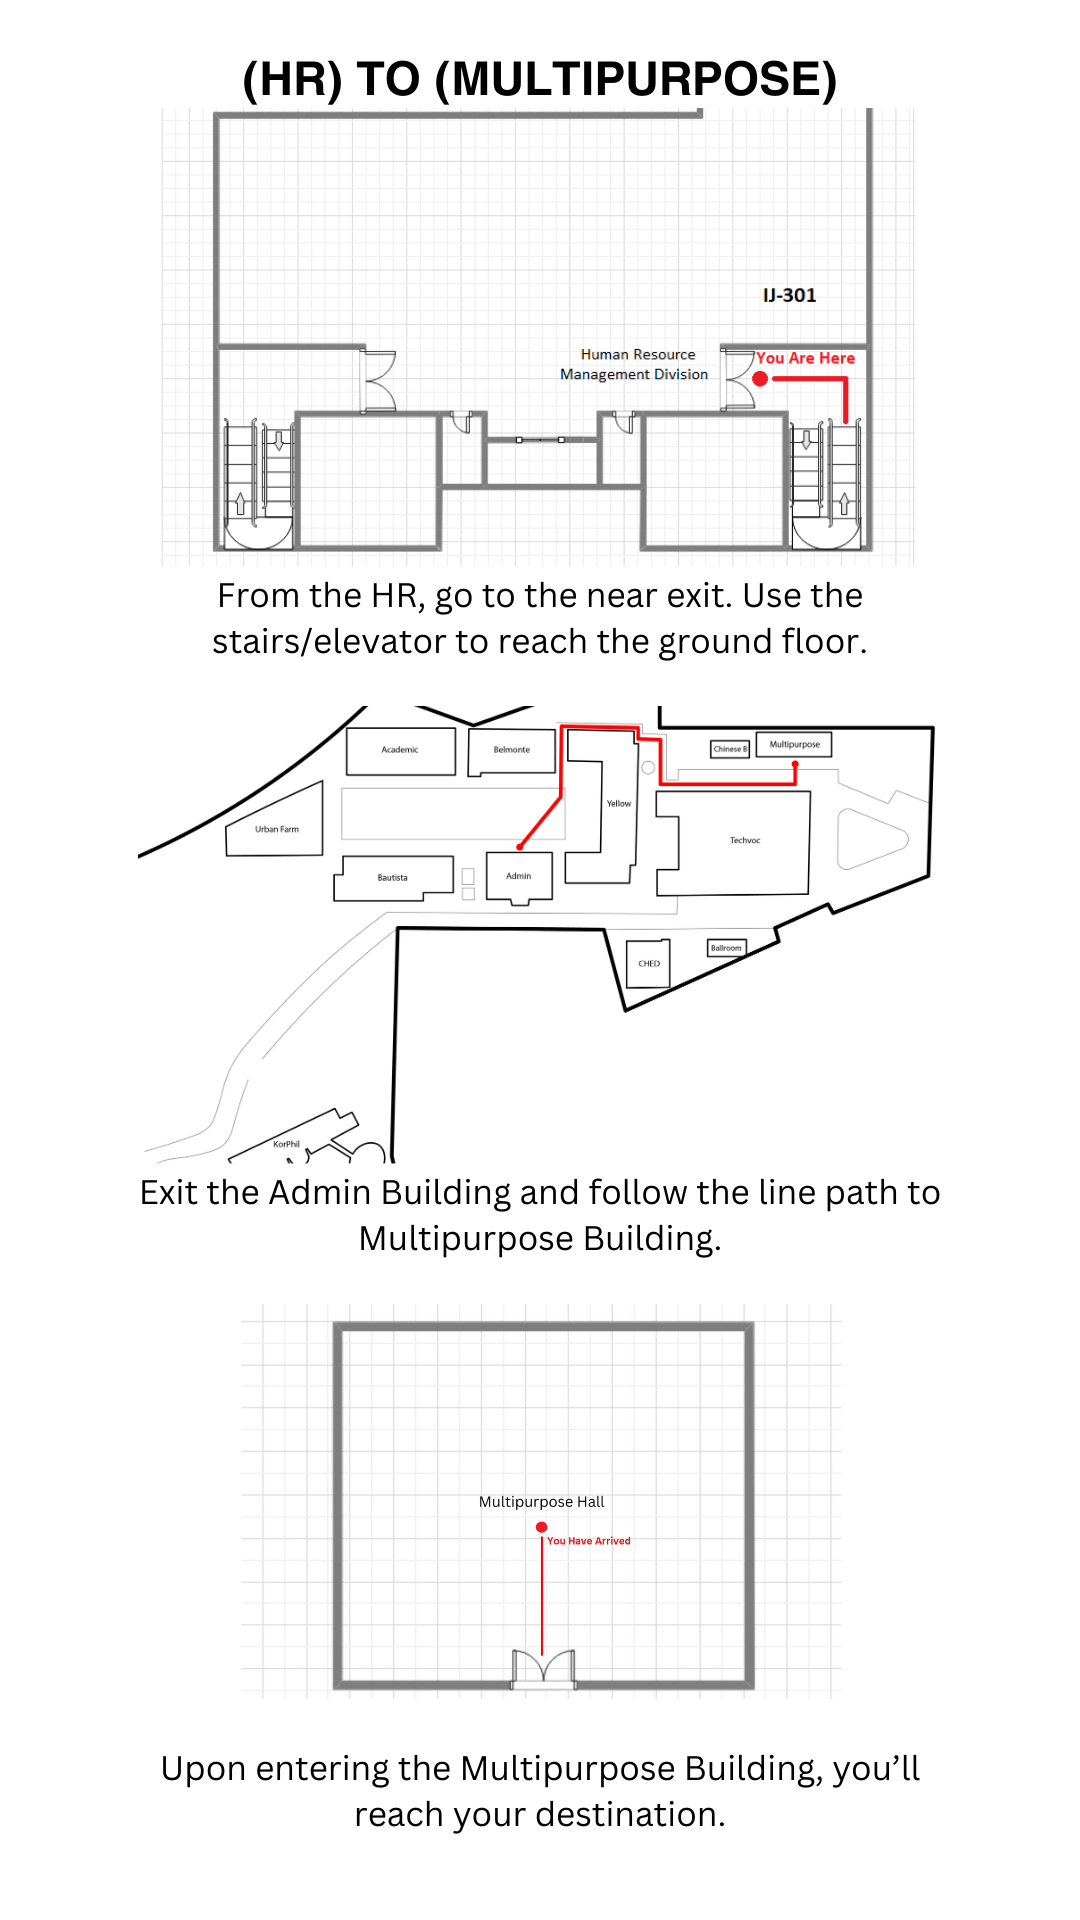 (HR) TO (MULTIPURPOSE)
IJ-301
Human Resource
Management Division
You Are Here
From the HR, go to the near exit. Use the
stairs/elevator to reach the ground floor.
Academic
Belmonte
Chinese B
Multipurpose
Yellow
Urban Farm
Techvoc
Bautista
Admin
CHED
Ballroom
KorPhil
Exit the Admin Building and follow the line path to
Multipurpose Building.
Multipurpose Hall
You Have Arrived
Upon entering the Multipurpose Building, you’ll
reach your destination.